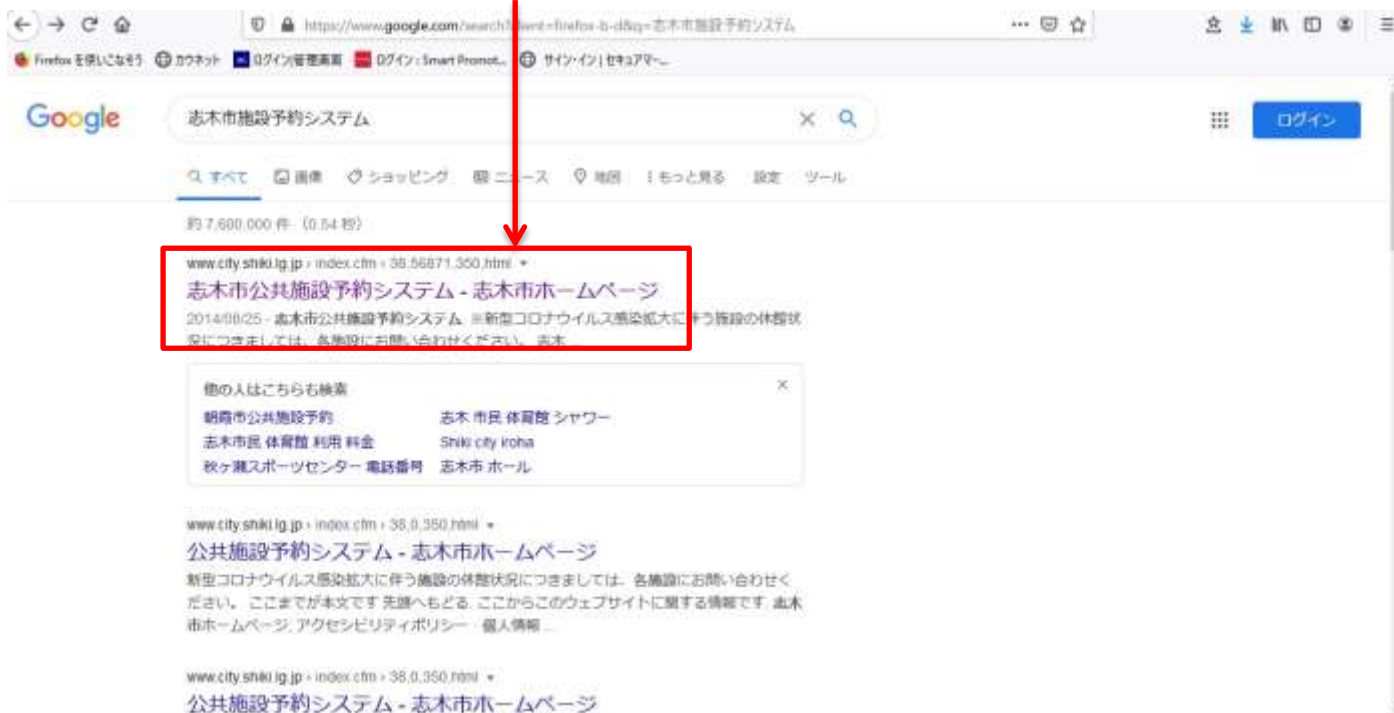 https://www.google.com/search?client=firefox-b-d&q=志木市施設予約システム
Firefox を使いこなそう カウネット ログイン|管理画面 ログイン : Smart Promot... サイン・イン | セキュアマ~...
Google 志木市施設予約システム ログイン
すべて 画像 ショッピング ニュース 地図 もっと見る 設定 ツール
約 7,600,000 件 (0.54 秒)
www.city.shiki.lg.jp › index.cfm › 38,56871,350,html
志木市公共施設予約システム - 志木市ホームページ
2014/08/25 - 志木市公共施設予約システム ※新型コロナウイルス感染拡大に伴う施設の休館状
況につきましては、各施設にお問い合わせください。 志木 ...
他の人はこちらも検索
朝霞市公共施設予約 志木 市民 体育館 シャワー
志木市民 体育館 利用 料金 Shiki city iroha
秋ヶ瀬スポーツセンター 電話番号 志木市 ホール
www.city.shiki.lg.jp › index.cfm › 38,0,350,html
公共施設予約システム - 志木市ホームページ
新型コロナウイルス感染拡大に伴う施設の休館状況につきましては、各施設にお問い合わせく
ださい。 ここまでが本文です 先頭へもどる. ここからこのウェブサイトに関する情報です. 志木
市ホームページ. アクセシビリティポリシー · 個人情報 ...
www.city.shiki.lg.jp › index.cfm › 38,0,350,html
公共施設予約システム - 志木市ホームページ